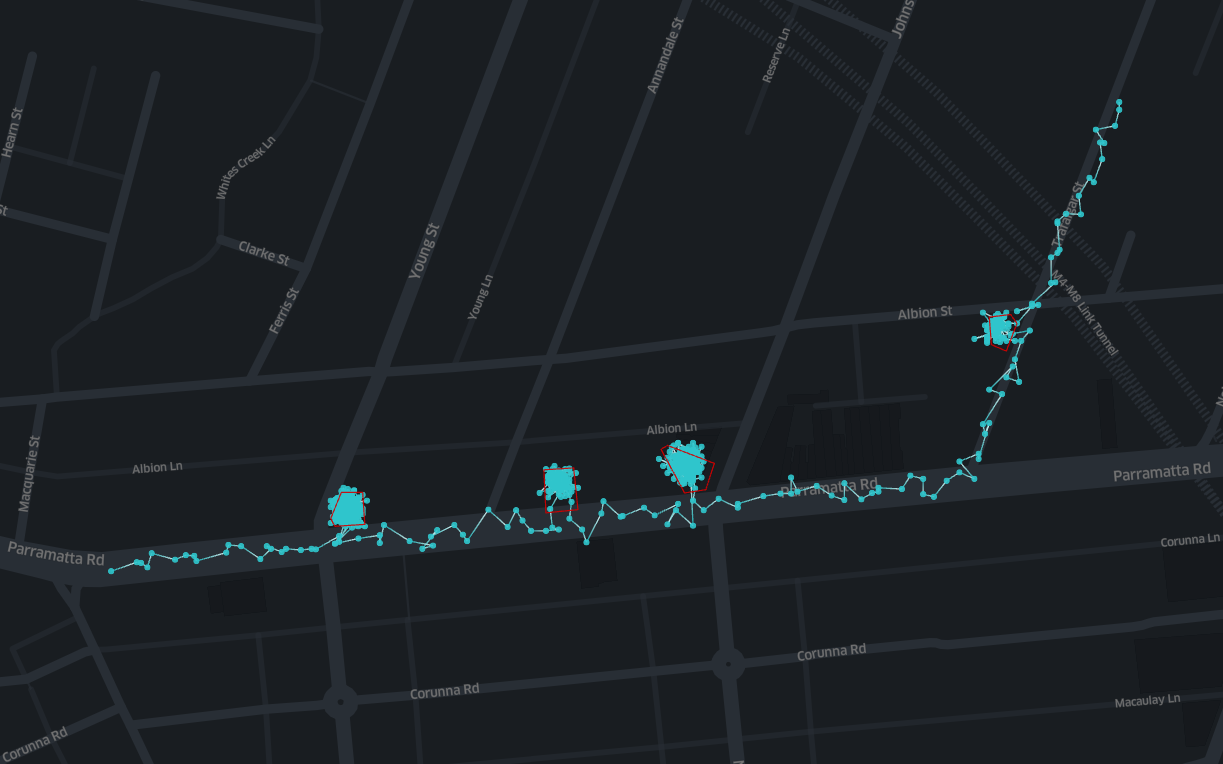 Johns
Annandale St
Reserve Ln
Hearn St
Whites Creek Ln
St
Trafalgar St
Young St
Clarke St
Young Ln
Ferris St
M4-M8 Link Tunnel
Albion St
Albion Ln
Macquarie St
Albion Ln
Parramatta Rd
Parramatta Rd
Parramatta Rd
Corunna Ln
Corunna Rd
Corunna Rd
Macaulay Ln
Corunna Rd